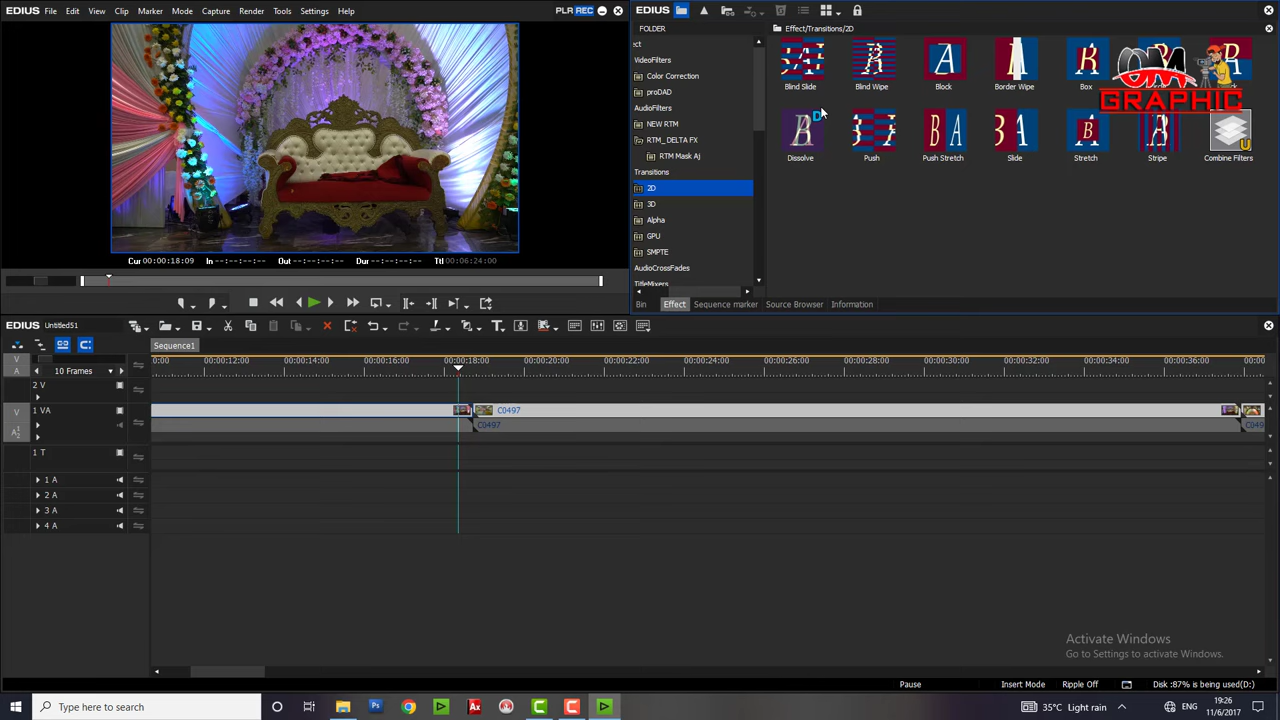 EDIUS File Edit View Clip Marker Mode Capture Render Tools Settings Help PLR REC
Cur 00:00:18:09 In --:--:--:-- Out --:--:--:-- Dur --:--:--:-- Ttl 00:06:24:00
EDIUS
FOLDER
Effect/Transitions/2D
ect
VideoFilters
Color Correction
proDAD
AudioFilters
NEW RTM
RTM_DELTA FX
RTM Mask Aj
Transitions
2D
3D
Alpha
GPU
SMPTE
AudioCrossFades
TitleMixers
Blind Slide Blind Wipe Block Border Wipe Box
OM
GRAPHIC
Dissolve Push Push Stretch Slide Stretch Stripe Combine Filters
Bin Effect Sequence marker Source Browser Information
EDIUS Untitled51
Sequence1
V
A
10 Frames
0:00 00:00:12:00 00:00:14:00 00:00:16:00 00:00:18:00 00:00:20:00 00:00:22:00 00:00:24:00 00:00:26:00 00:00:28:00 00:00:30:00 00:00:32:00 00:00:34:00 00:00:36:00 00:00
2 V
V 1 VA C0497
A12 C0497 C049
1 T
1 A
2 A
3 A
4 A
Activate Windows
Go to Settings to activate Windows.
Pause Insert Mode Ripple Off Disk :87% is being used(D:)
Type here to search
35°C Light rain ENG 19:26
11/6/2017